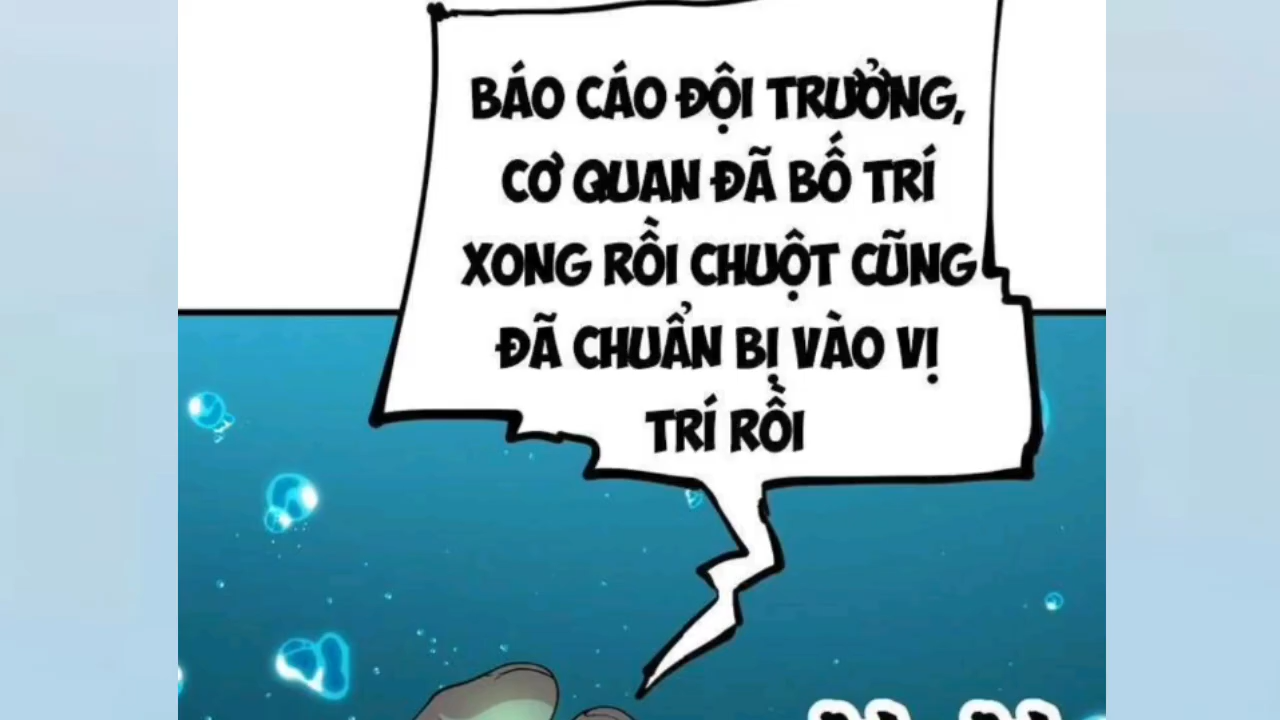 BÁO CÁO ĐỘI TRƯỞNG,
CƠ QUAN ĐÃ BỐ TRÍ
XONG RỒI CHUỘT CŨNG
ĐÃ CHUẨN BỊ VÀO VỊ
TRÍ RỒI